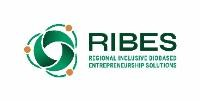 RIBES
REGIONAL INCLUSIVE BIOBASED
ENTREPRENEURSHIP SOLUTIONS